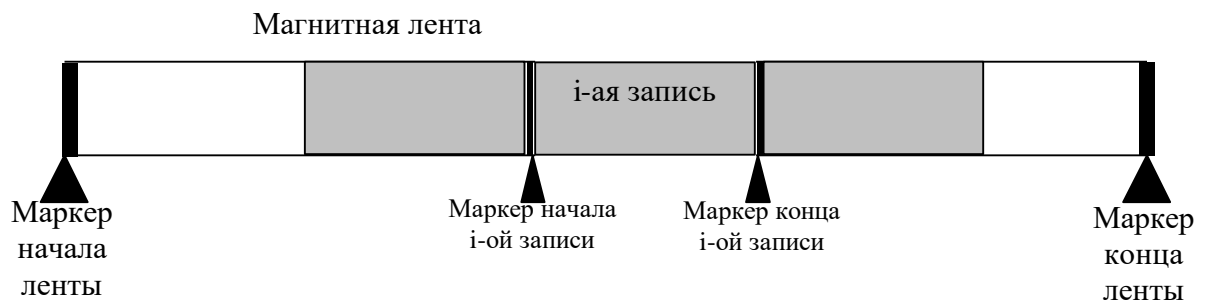 Магнитная лента
i-ая запись
Маркер
начала
ленты
Маркер начала
i-ой записи
Маркер конца
i-ой записи
Маркер
конца
ленты